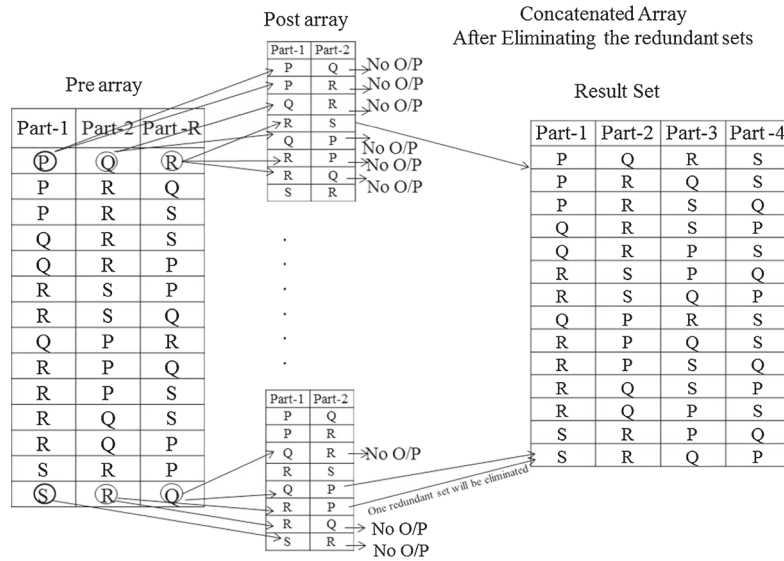 Post array
Concatenated Array
After Eliminating the redundant sets
Pre array
Result Set
Part-1 Part-2
P Q No O/P
P R No O/P
Q R No O/P
R S
Q P No O/P
R P No O/P
R Q No O/P
S R
Part-1 Part-2 Part-R
P Q R
P R Q
P R S
Q R S
Q R P
R S P
R S Q
Q P R
R P Q
R P S
R Q S
R Q P
S R P
S R Q
Part-1 Part-2
P Q
P R
Q R No O/P
R S
Q P
R P
R Q No O/P
S R No O/P
One redundant set will be eliminated
Part-1 Part-2 Part-3 Part-4
P Q R S
P R Q S
P R S Q
Q R S P
Q R P S
R S P Q
R S Q P
Q P R S
R P Q S
R P S Q
R Q S P
R Q P S
S R P Q
S R Q P